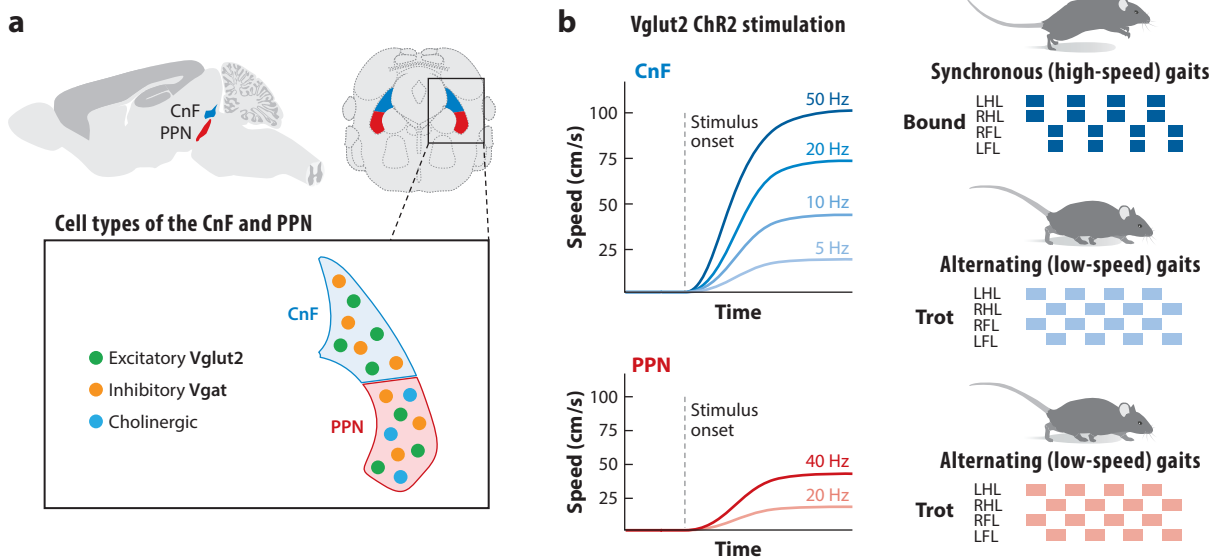 a
CnF
PPN
Cell types of the CnF and PPN
CnF
PPN
Excitatory Vglut2
Inhibitory Vgat
Cholinergic
b
Vglut2 ChR2 stimulation
CnF
Speed (cm/s)
100
75
50
25
Stimulus
onset
50 Hz
20 Hz
10 Hz
5 Hz
Time
PPN
Speed (cm/s)
100
75
50
25
Stimulus
onset
40 Hz
20 Hz
Time
Synchronous (high-speed) gaits
Bound
LHL
RHL
RFL
LFL
Alternating (low-speed) gaits
Trot
LHL
RHL
RFL
LFL
Alternating (low-speed) gaits
Trot
LHL
RHL
RFL
LFL